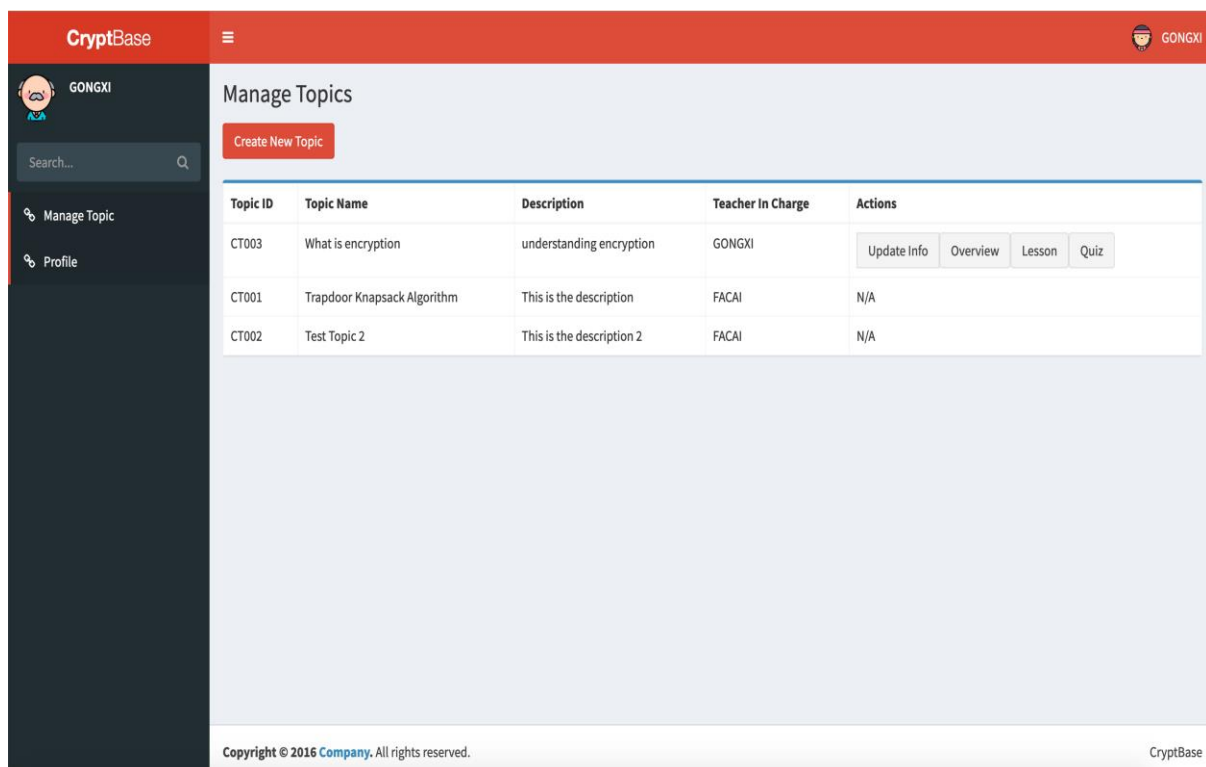 CryptBase
GONGXI
GONGXI
Search...
Manage Topic
Profile
Manage Topics
Create New Topic
Topic ID Topic Name Description Teacher In Charge Actions
CT003 What is encryption understanding encryption GONGXI Update Info Overview Lesson Quiz
CT001 Trapdoor Knapsack Algorithm This is the description FACAI N/A
CT002 Test Topic 2 This is the description 2 FACAI N/A
Copyright © 2016 Company. All rights reserved. CryptBase